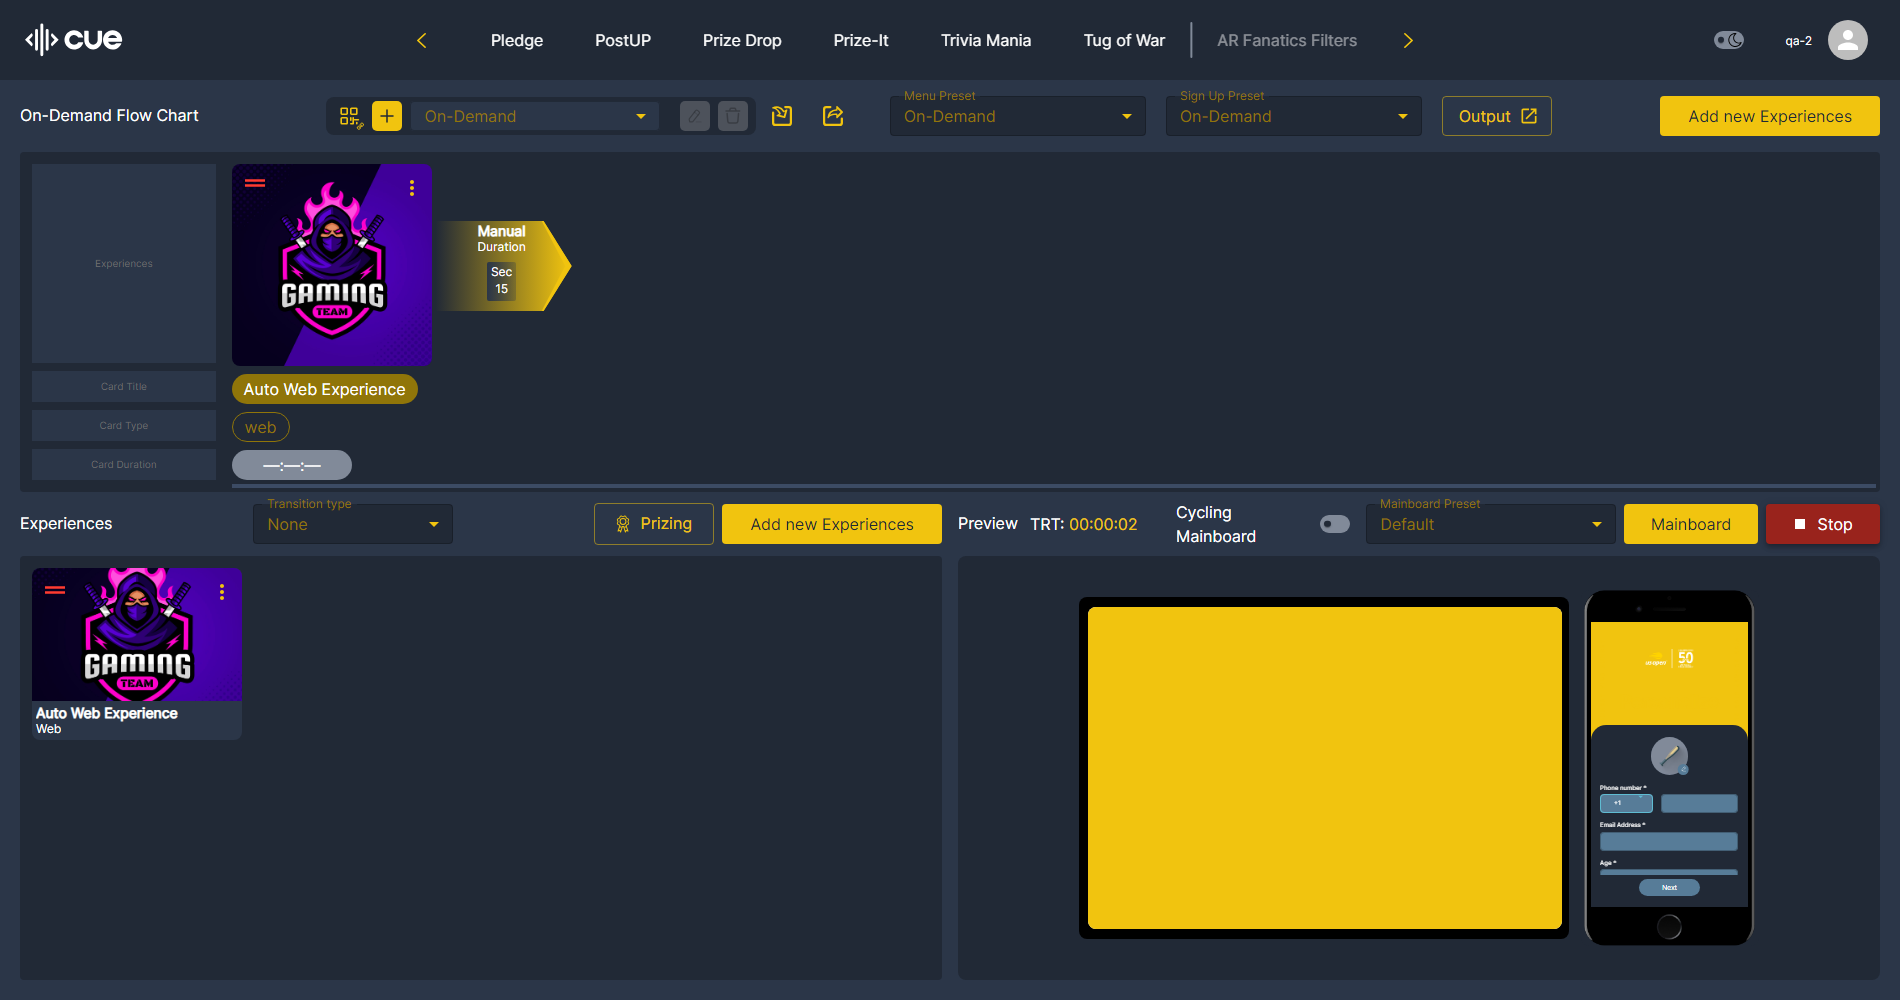 cue
Pledge
PostUP
Prize Drop
Prize-It
Trivia Mania
Tug of War
AR Fanatics Filters
qa-2
On-Demand Flow Chart
On-Demand
Menu Preset
On-Demand
Sign Up Preset
On-Demand
Output
Add new Experiences
Experiences
GAMING
TEAM
Manual
Duration
Sec
15
Card Title
Auto Web Experience
Card Type
web
Card Duration
—:—:—
Experiences
Transition type
None
Prizing
Add new Experiences
Preview
TRT: 00:00:02
Cycling
Mainboard
Mainboard Preset
Default
Mainboard
Stop
GAMING
TEAM
Auto Web Experience
Web
50
Phone number *
+1
Email Address *
Age *
Next